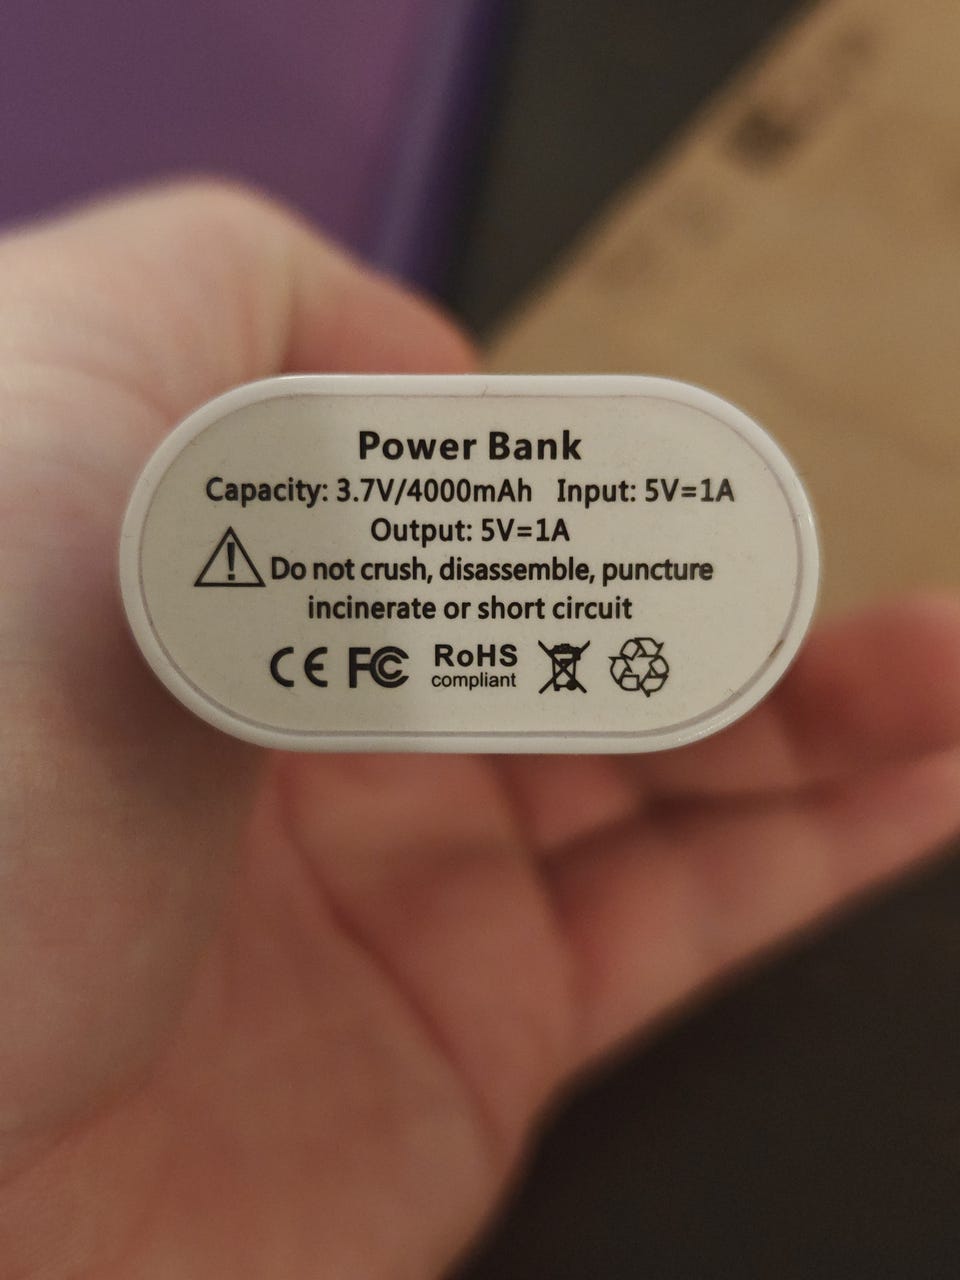 Power Bank
Capacity: 3.7V/4000mAh Input: 5V=1A
Output: 5V=1A
Do not crush, disassemble, puncture
incinerate or short circuit
CE FC RoHS
compliant